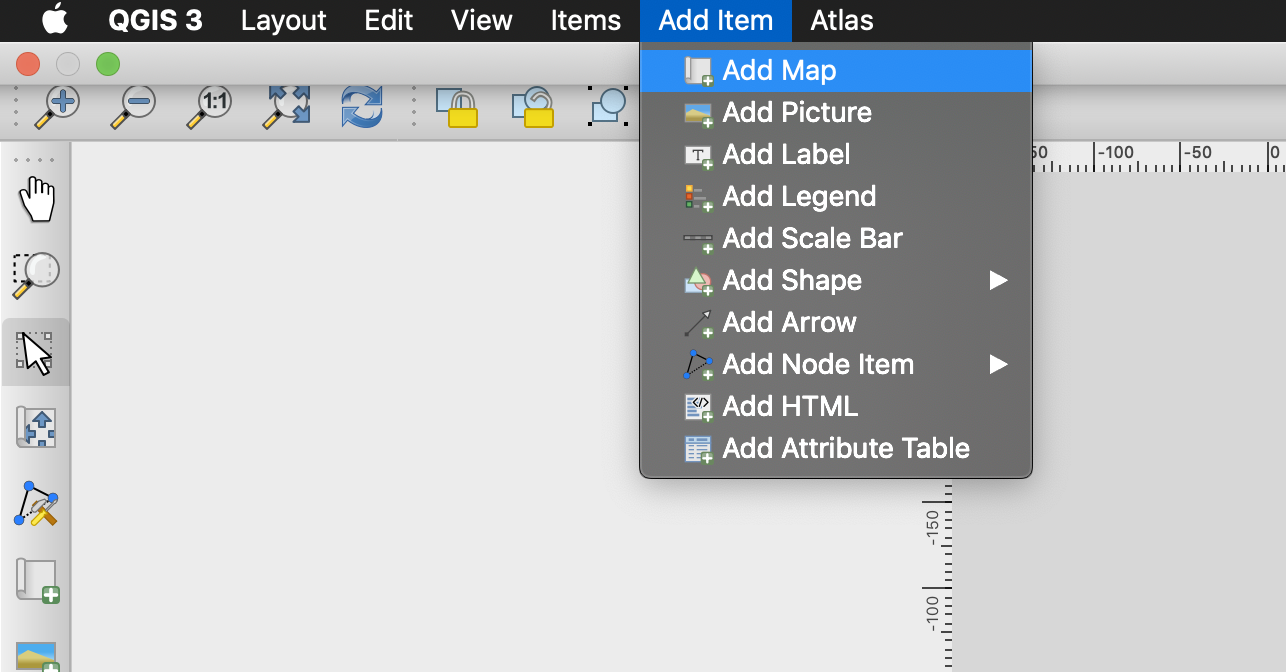 QGIS 3 Layout Edit View Items Add Item Atlas
Add Map
1:1
Add Picture
Add Label
50 -100 -50 0
Add Legend
Add Scale Bar
Add Shape
Add Arrow
Add Node Item
Add HTML
Add Attribute Table
-150
-100